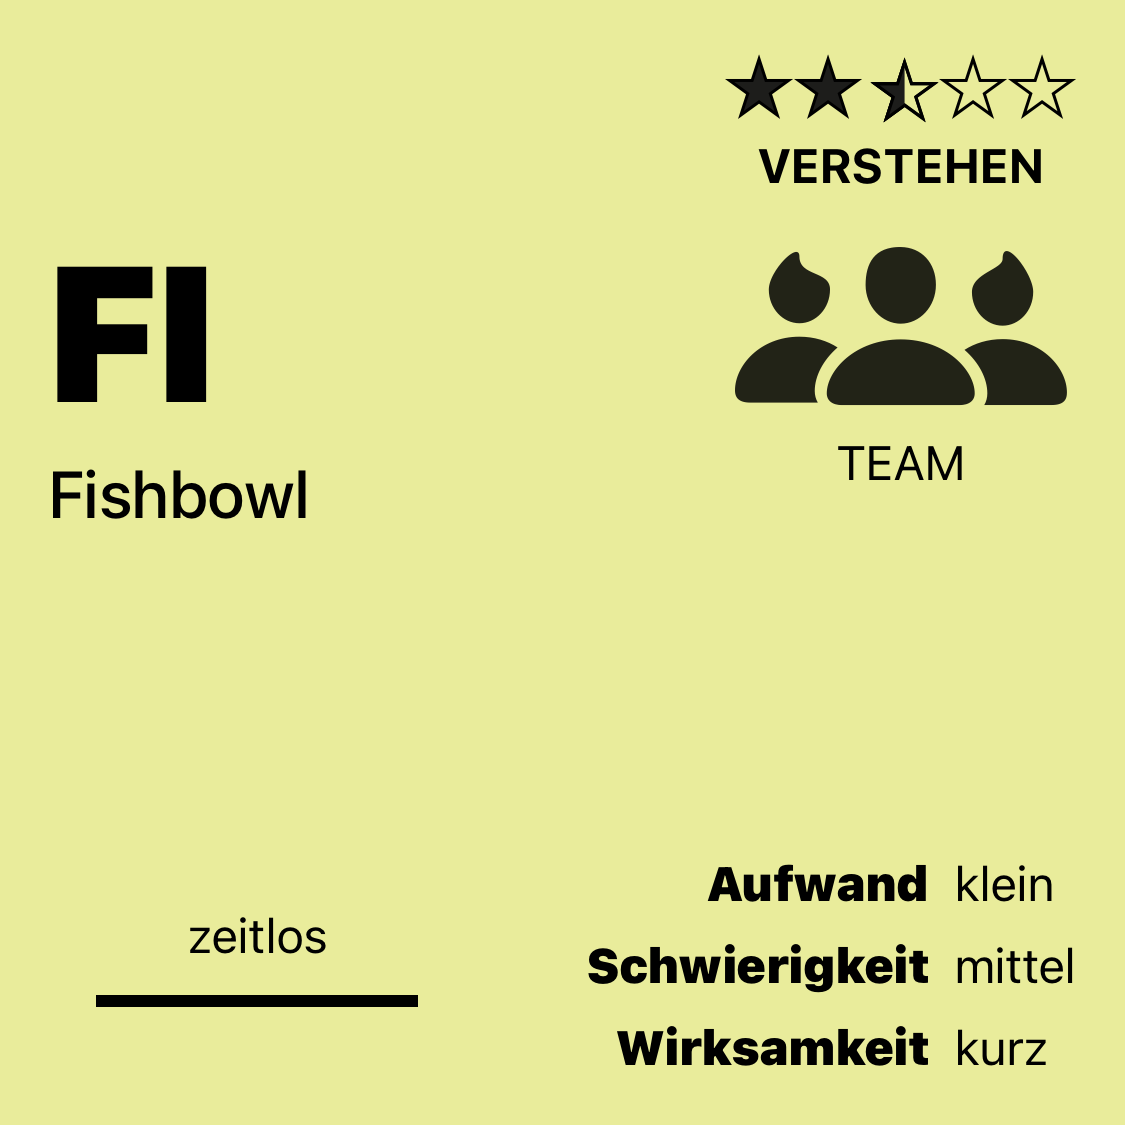 VERSTEHEN
FI
Fishbowl
TEAM
zeitlos
Aufwand klein
Schwierigkeit mittel
Wirksamkeit kurz